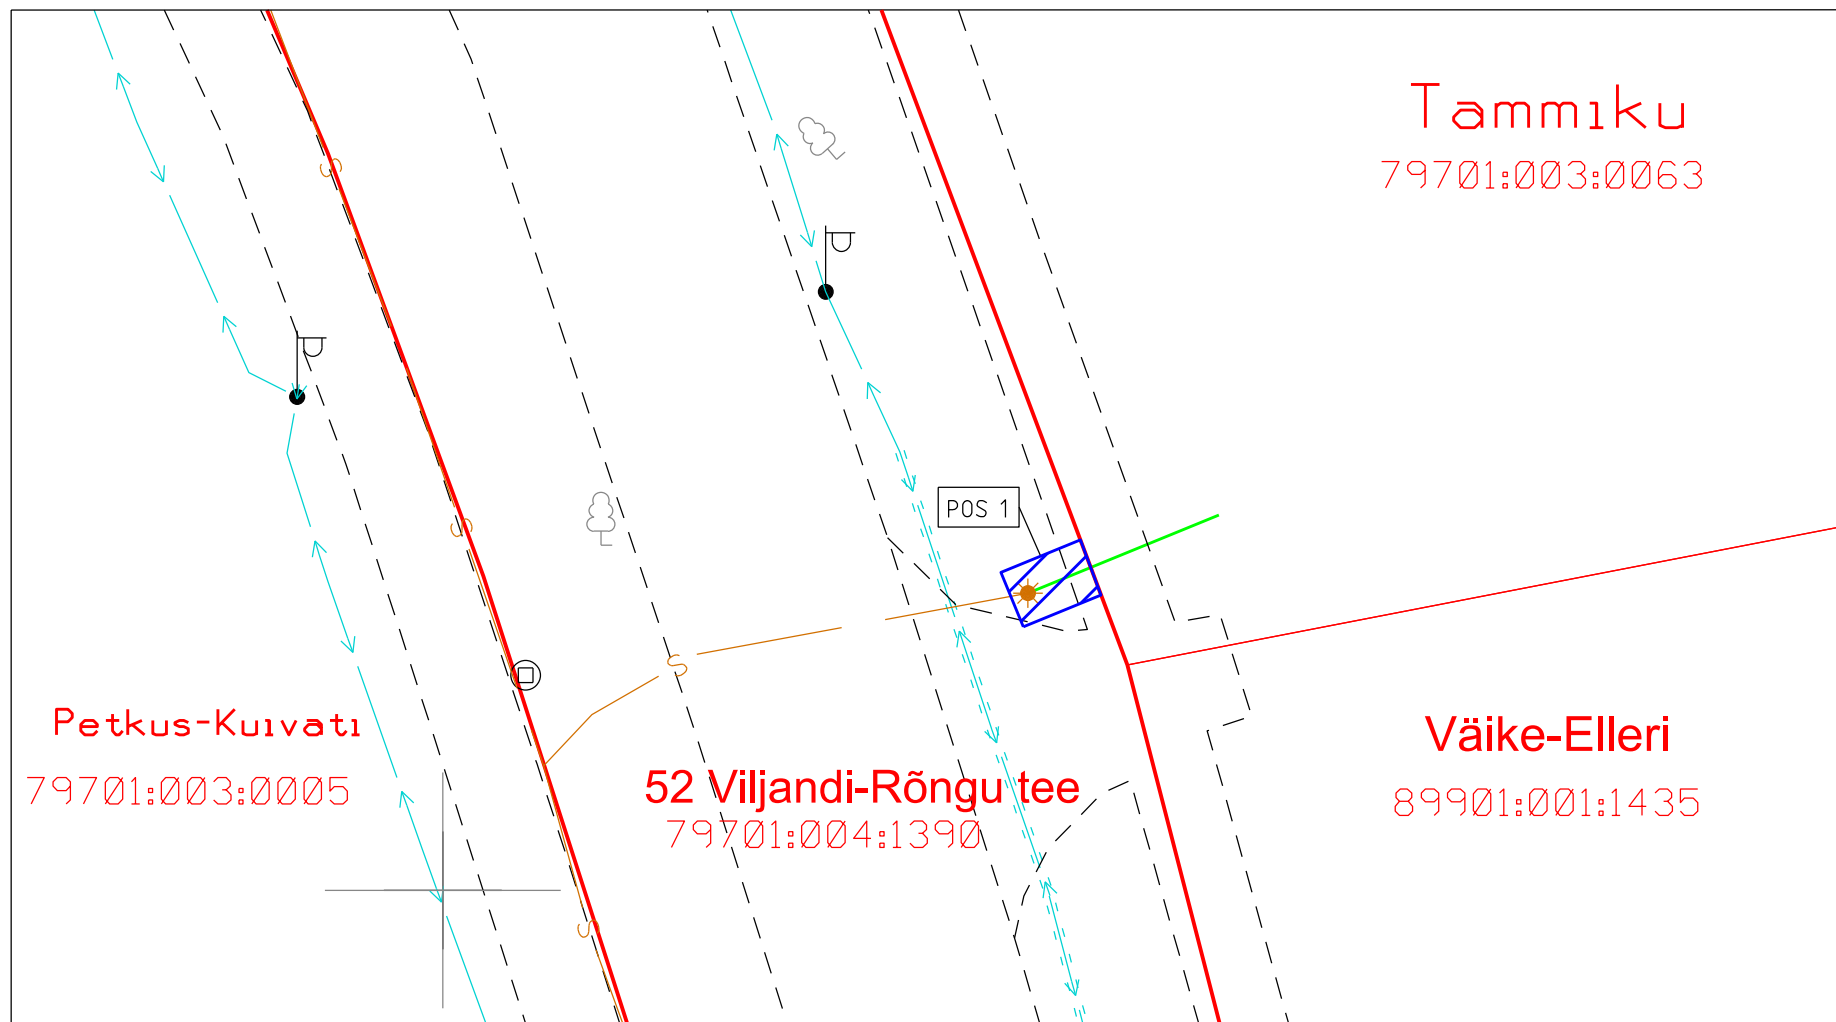 Tammiku
79701:003:0063
S
S
POS 1
S
Petkus-Kuivati
79701:003:0005
52 Viljandi-Rõngu tee
79701:004:1390
Väike-Elleri
89901:001:1435
S